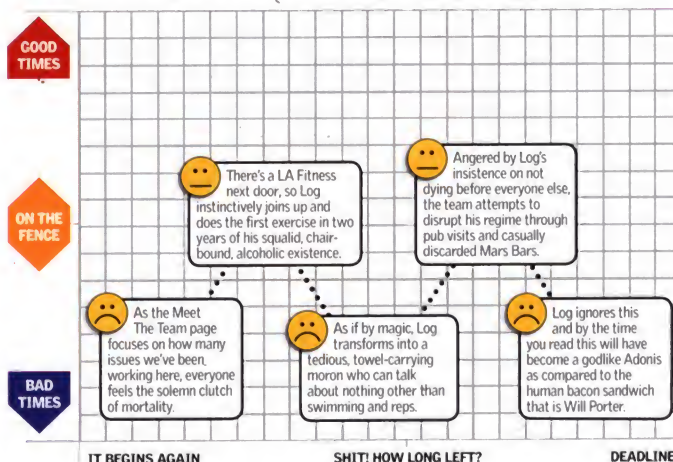 GOOD
TIMES
There's a LA Fitness
next door, so Log
instinctively joins up and
does the first exercise in two
years of his squalid, chair-
bound, alcoholic existence.
Angered by Log's
insistence on not
dying before everyone else,
the team attempts to
disrupt his regime through
pub visits and casually
discarded Mars Bars.
ON THE
FENCE
As the Meet
The Team page
focuses on how many
issues we've been
working here, everyone
feels the solemn clutch
of mortality.
As if by magic, Log
transforms into a
tedious, towel-carrying
moron who can talk
about nothing other than
swimming and reps.
Log ignores this
and by the time
you read this will have
become a godlike Adonis
as compared to the
human bacon sandwich
that is Will Porter.
BAD
TIMES
IT BEGINS AGAIN
SHIT! HOW LONG LEFT?
DEADLINE